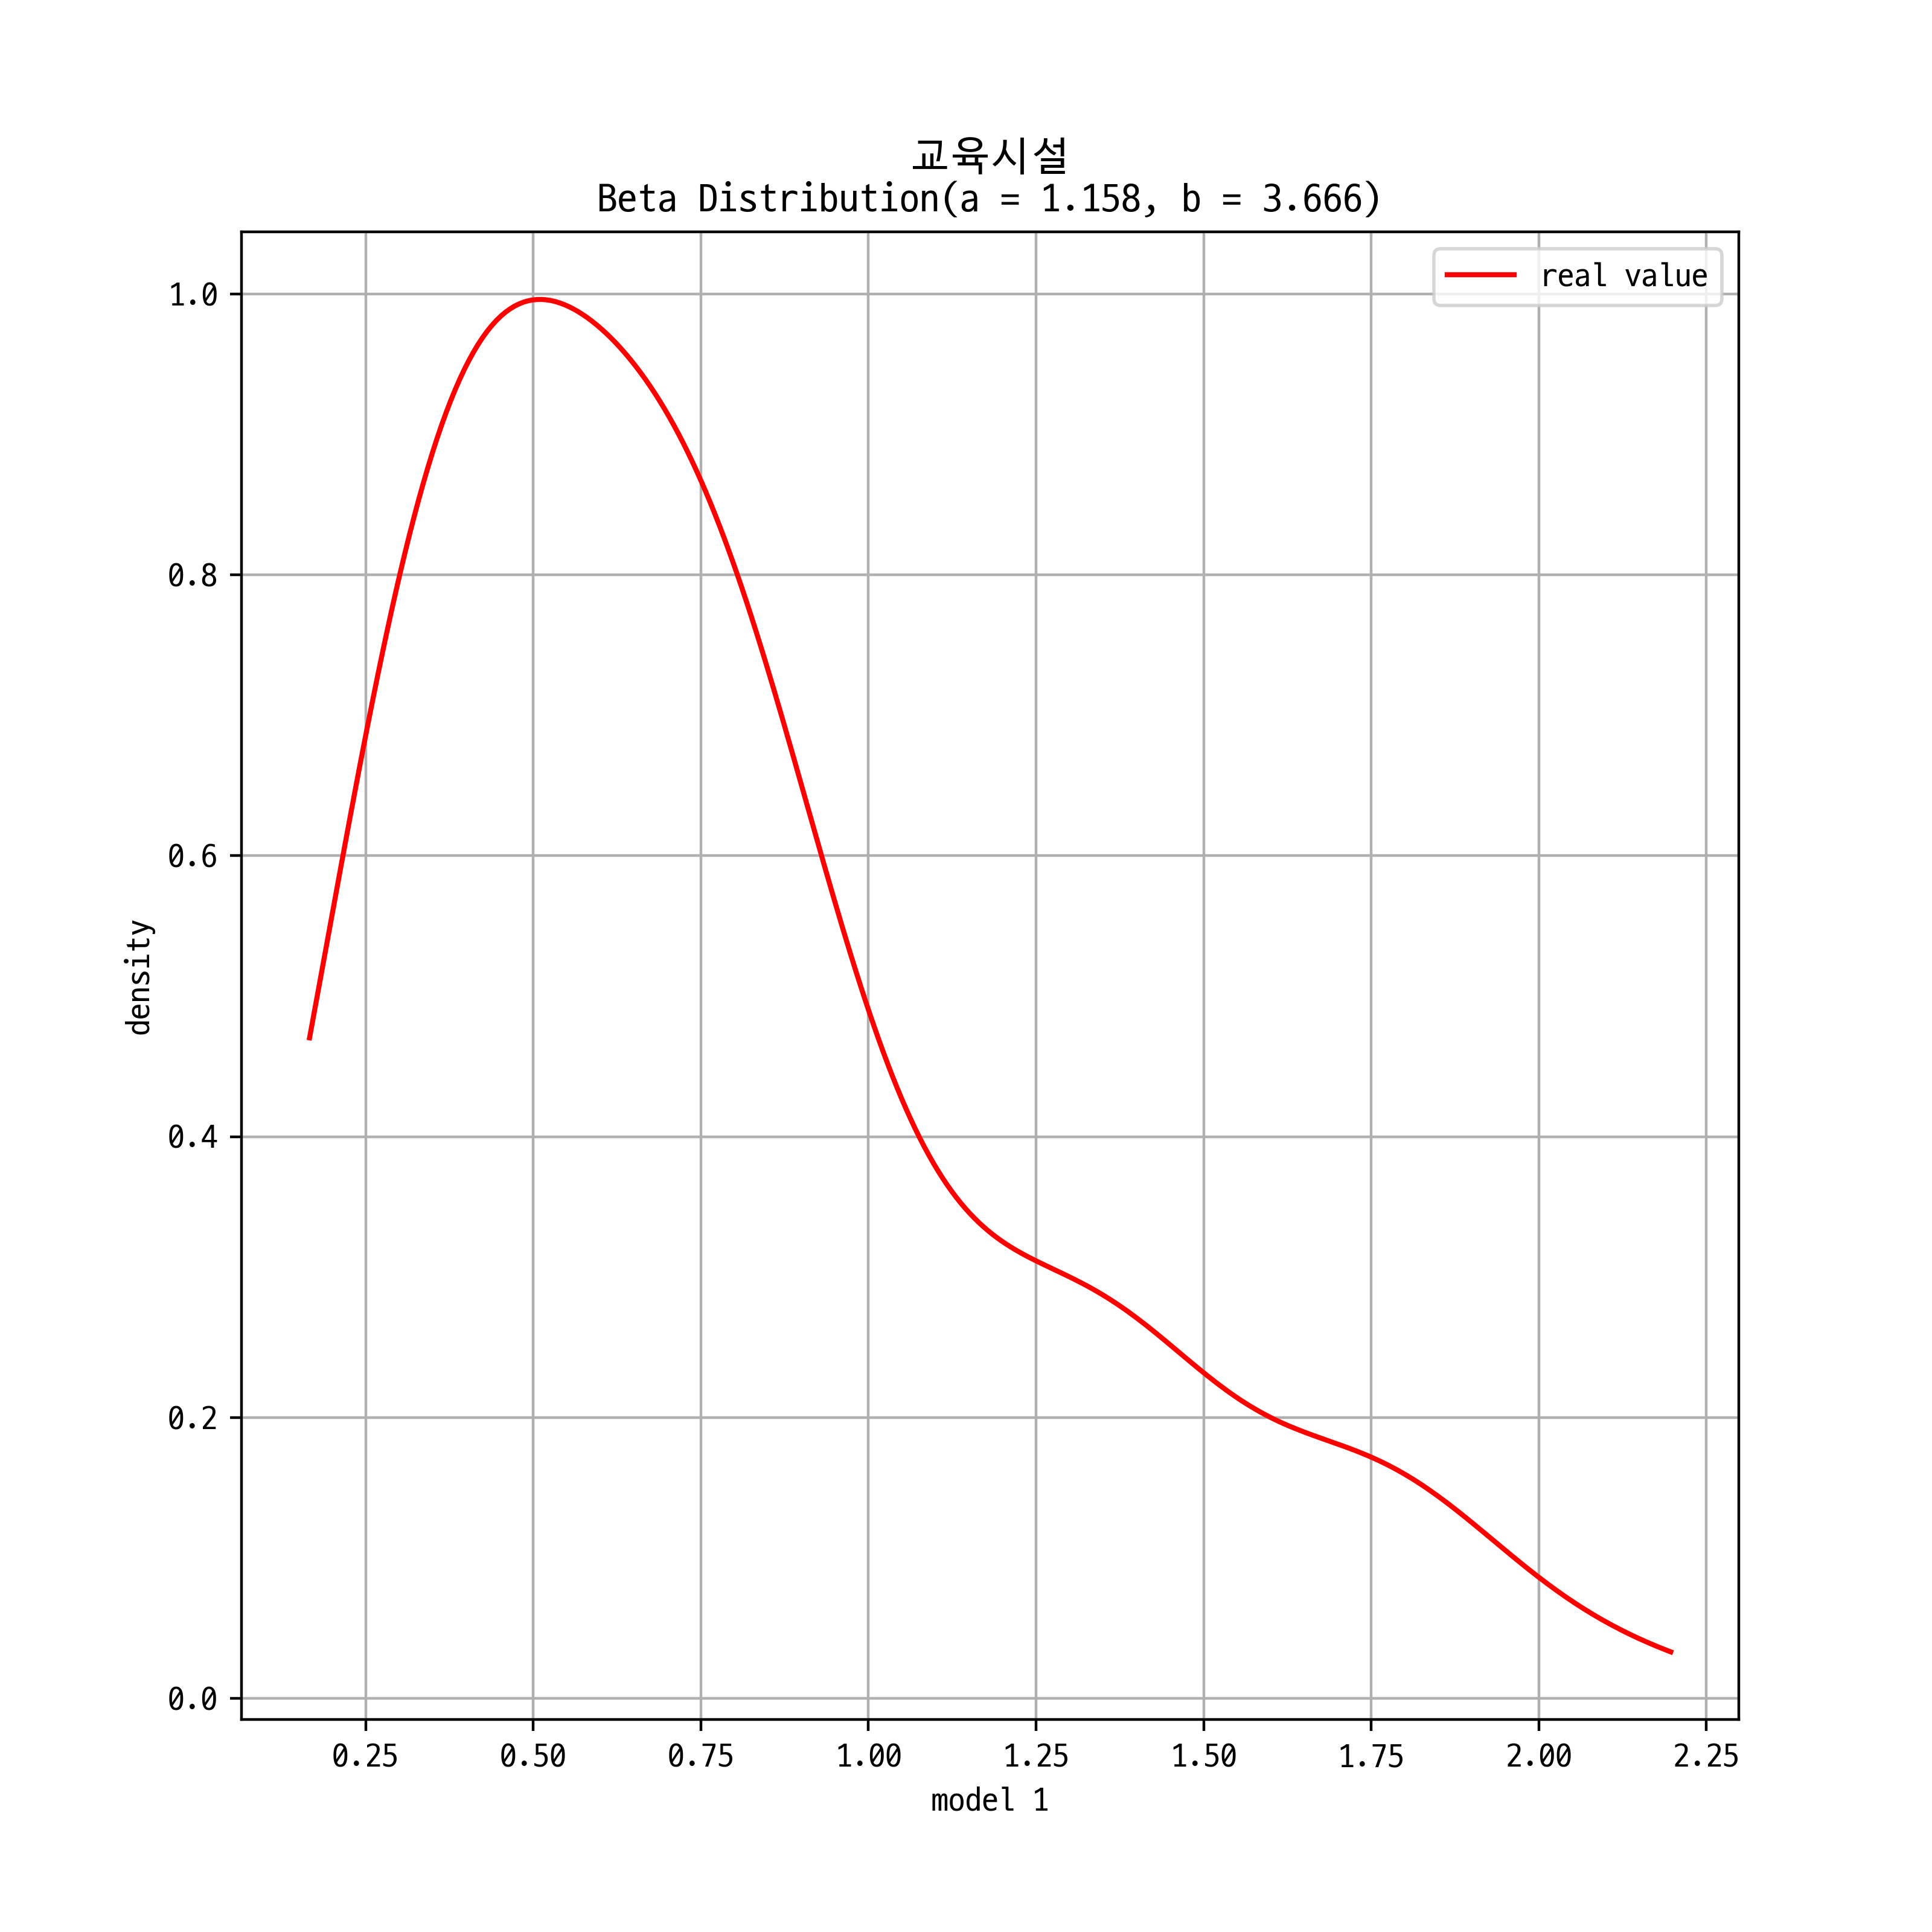 교육시설
Beta Distribution(a = 1.158, b = 3.666)
real value
1.0
0.8
0.6
0.4
0.2
0.0
density
0.25 0.50 0.75 1.00 1.25 1.50 1.75 2.00 2.25
model 1